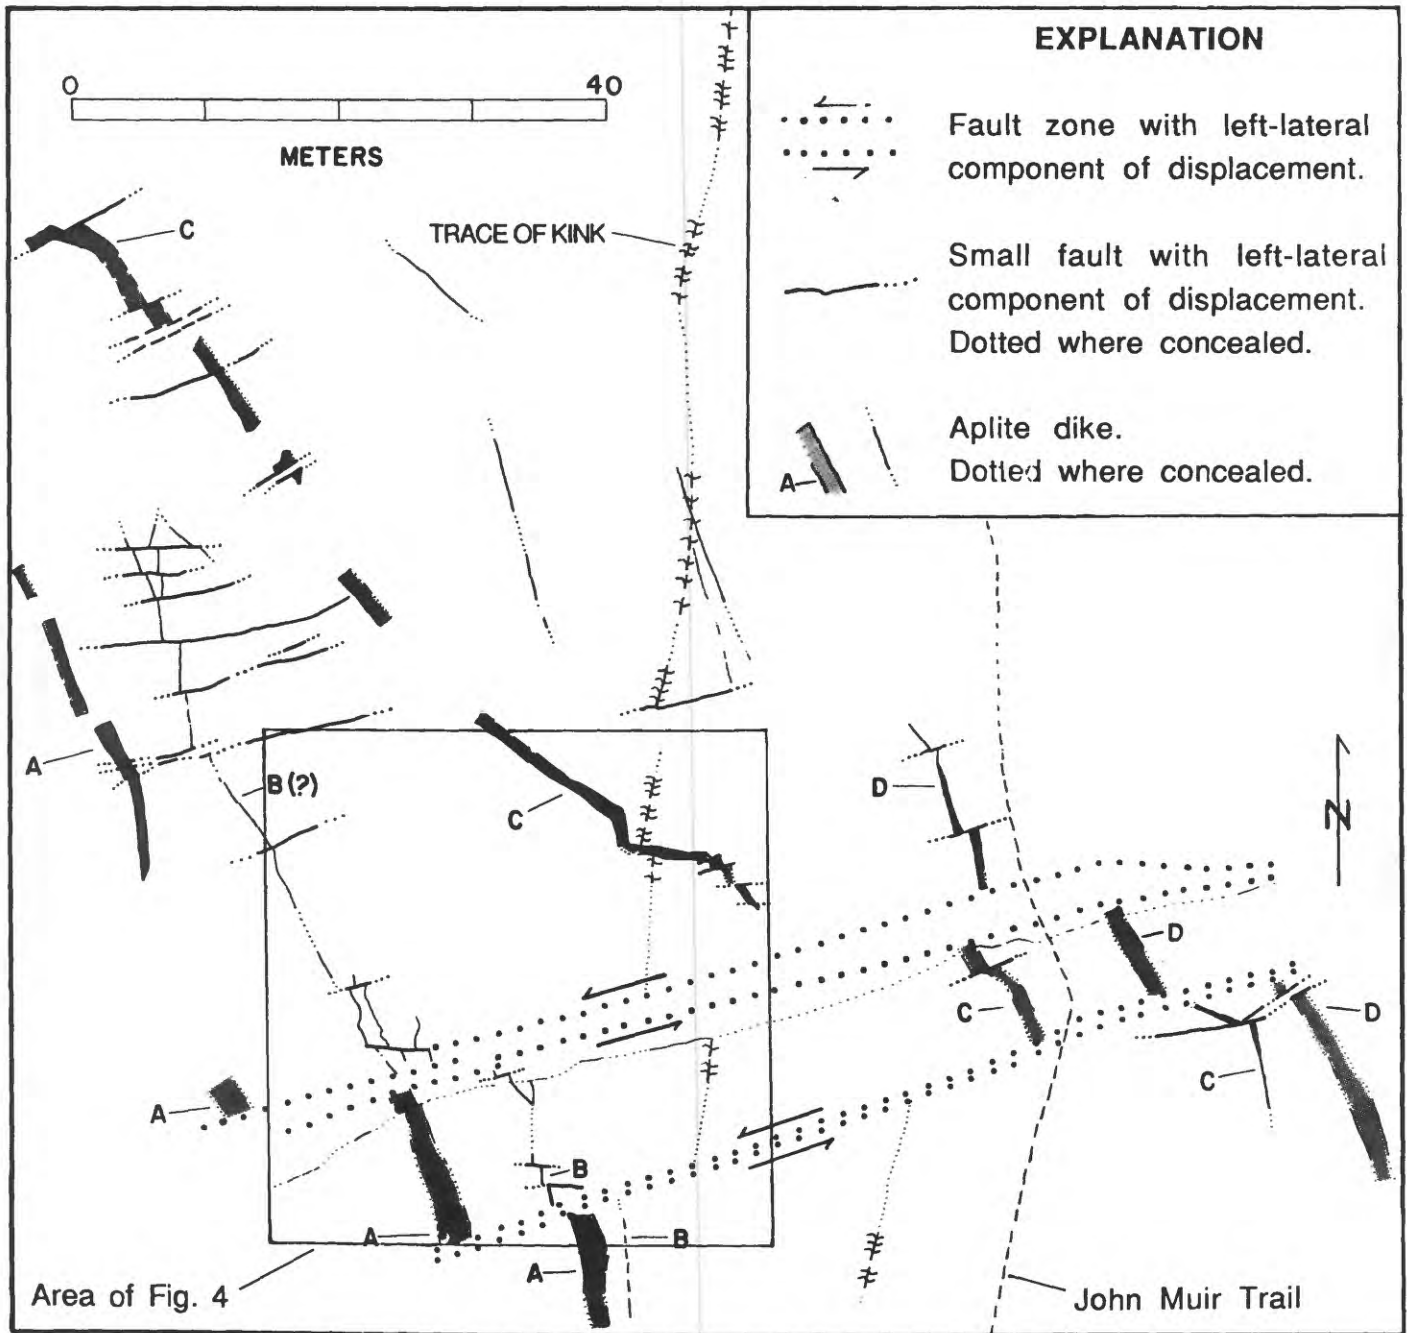 EXPLANATION
0 40
METERS
Fault zone with left-lateral
component of displacement.
C
TRACE OF KINK
Small fault with left-lateral
component of displacement.
Dotted where concealed.
Aplite dike.
Dotted where concealed.
A
A
B(?)
C
D
N
D
C
D
C
A
B
A
B
A
Area of Fig. 4
John Muir Trail